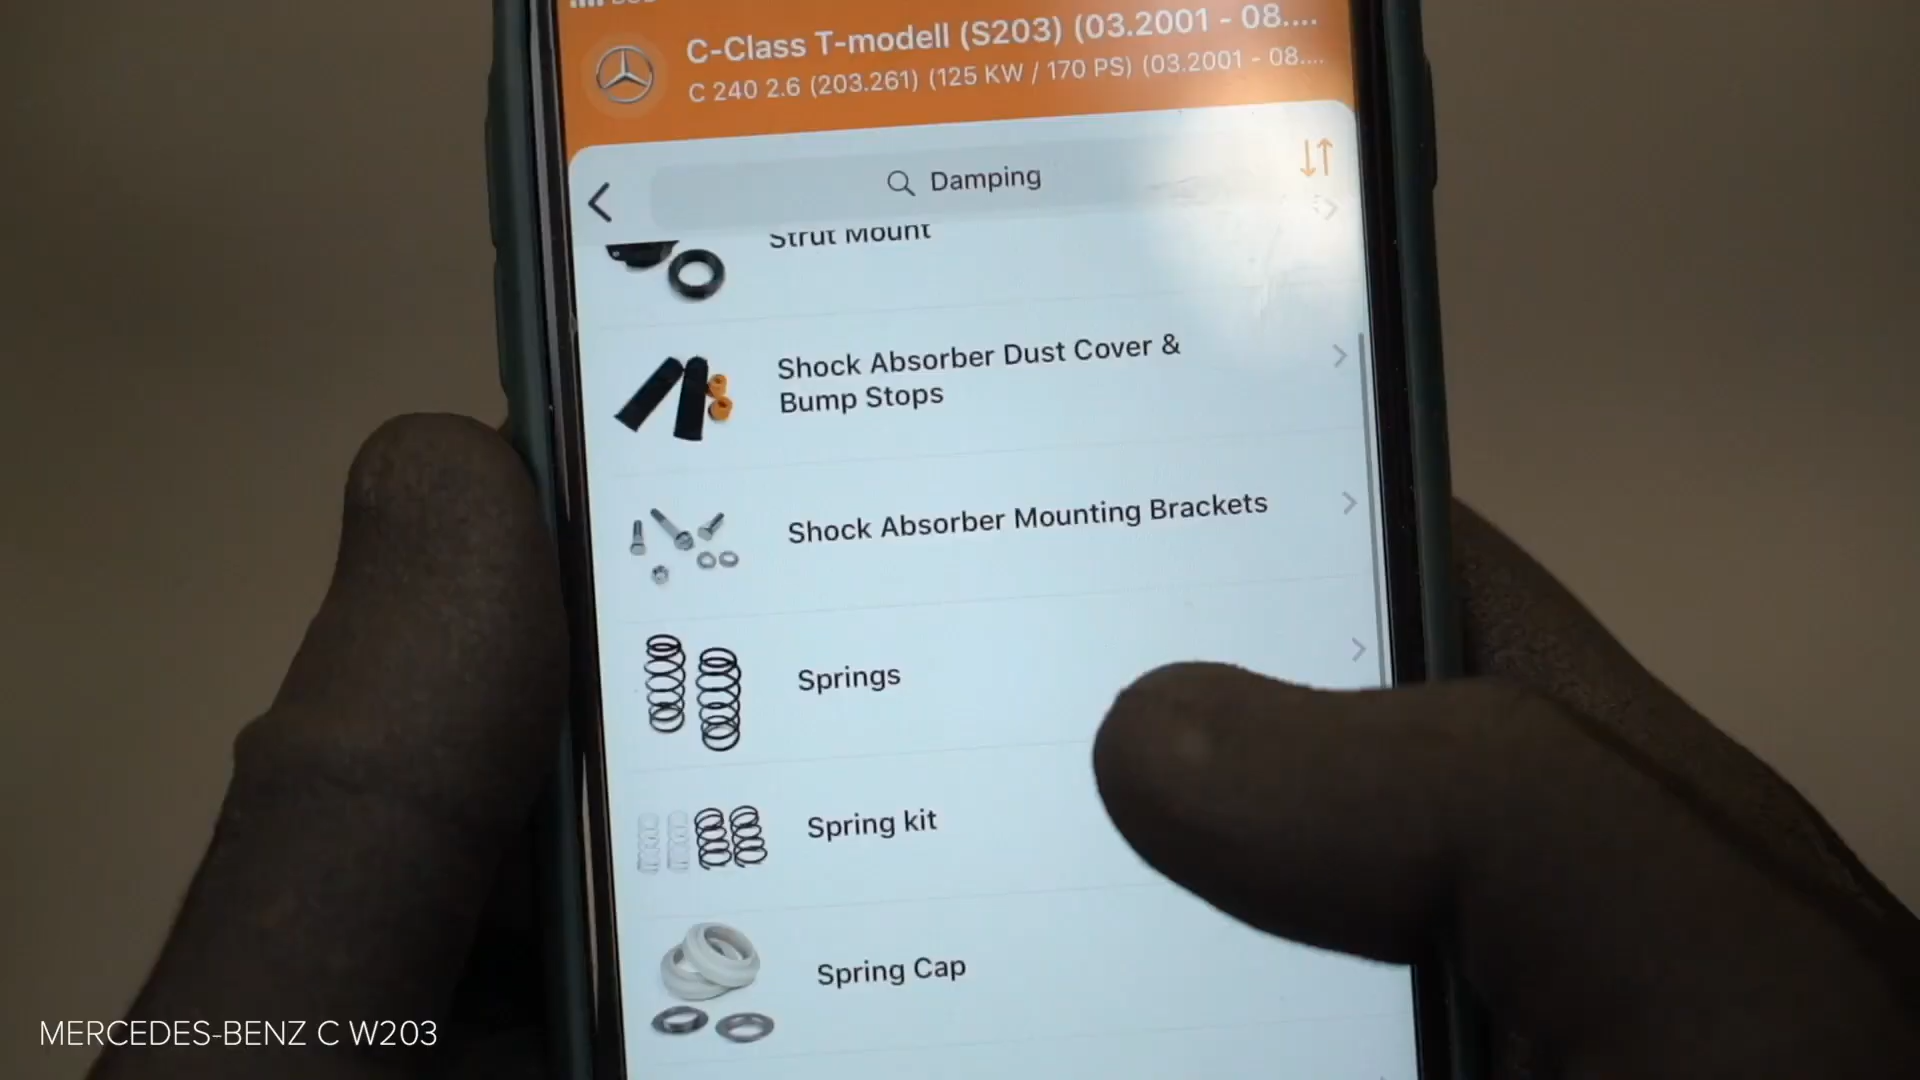 C-Class T-modell (S203) (03.2001 - 08....
C 240 2.6 (203.261) (125 KW / 170 PS) (03.2001 - 08....
Damping
Strut Mount
Shock Absorber Dust Cover &
Bump Stops
Shock Absorber Mounting Brackets
Springs
Spring kit
Spring Cap
MERCEDES-BENZ C W203